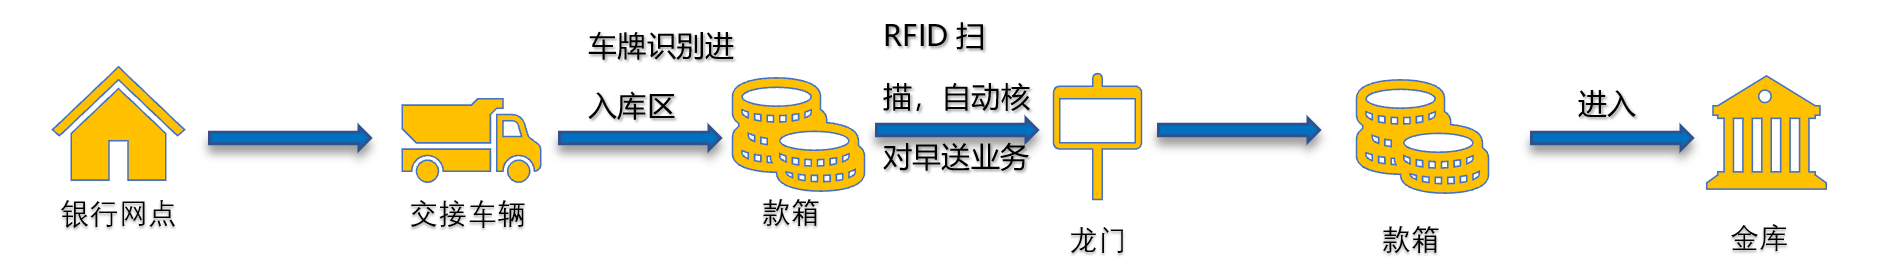 银行网点
交接车辆
车牌识别进
入库区
款箱
RFID 扫
描，自动核
对早送业务
龙门
款箱
进入
金库